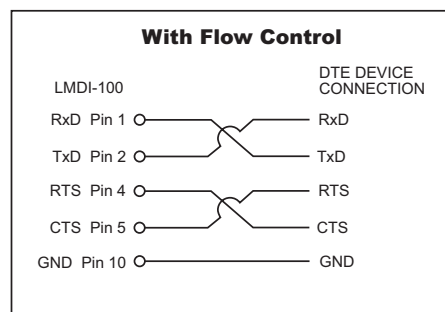 With Flow Control
LMDI-100
DTE DEVICE
CONNECTION
RxD Pin 1
RxD
TxD Pin 2
TxD
RTS Pin 4
RTS
CTS Pin 5
CTS
GND Pin 10
GND